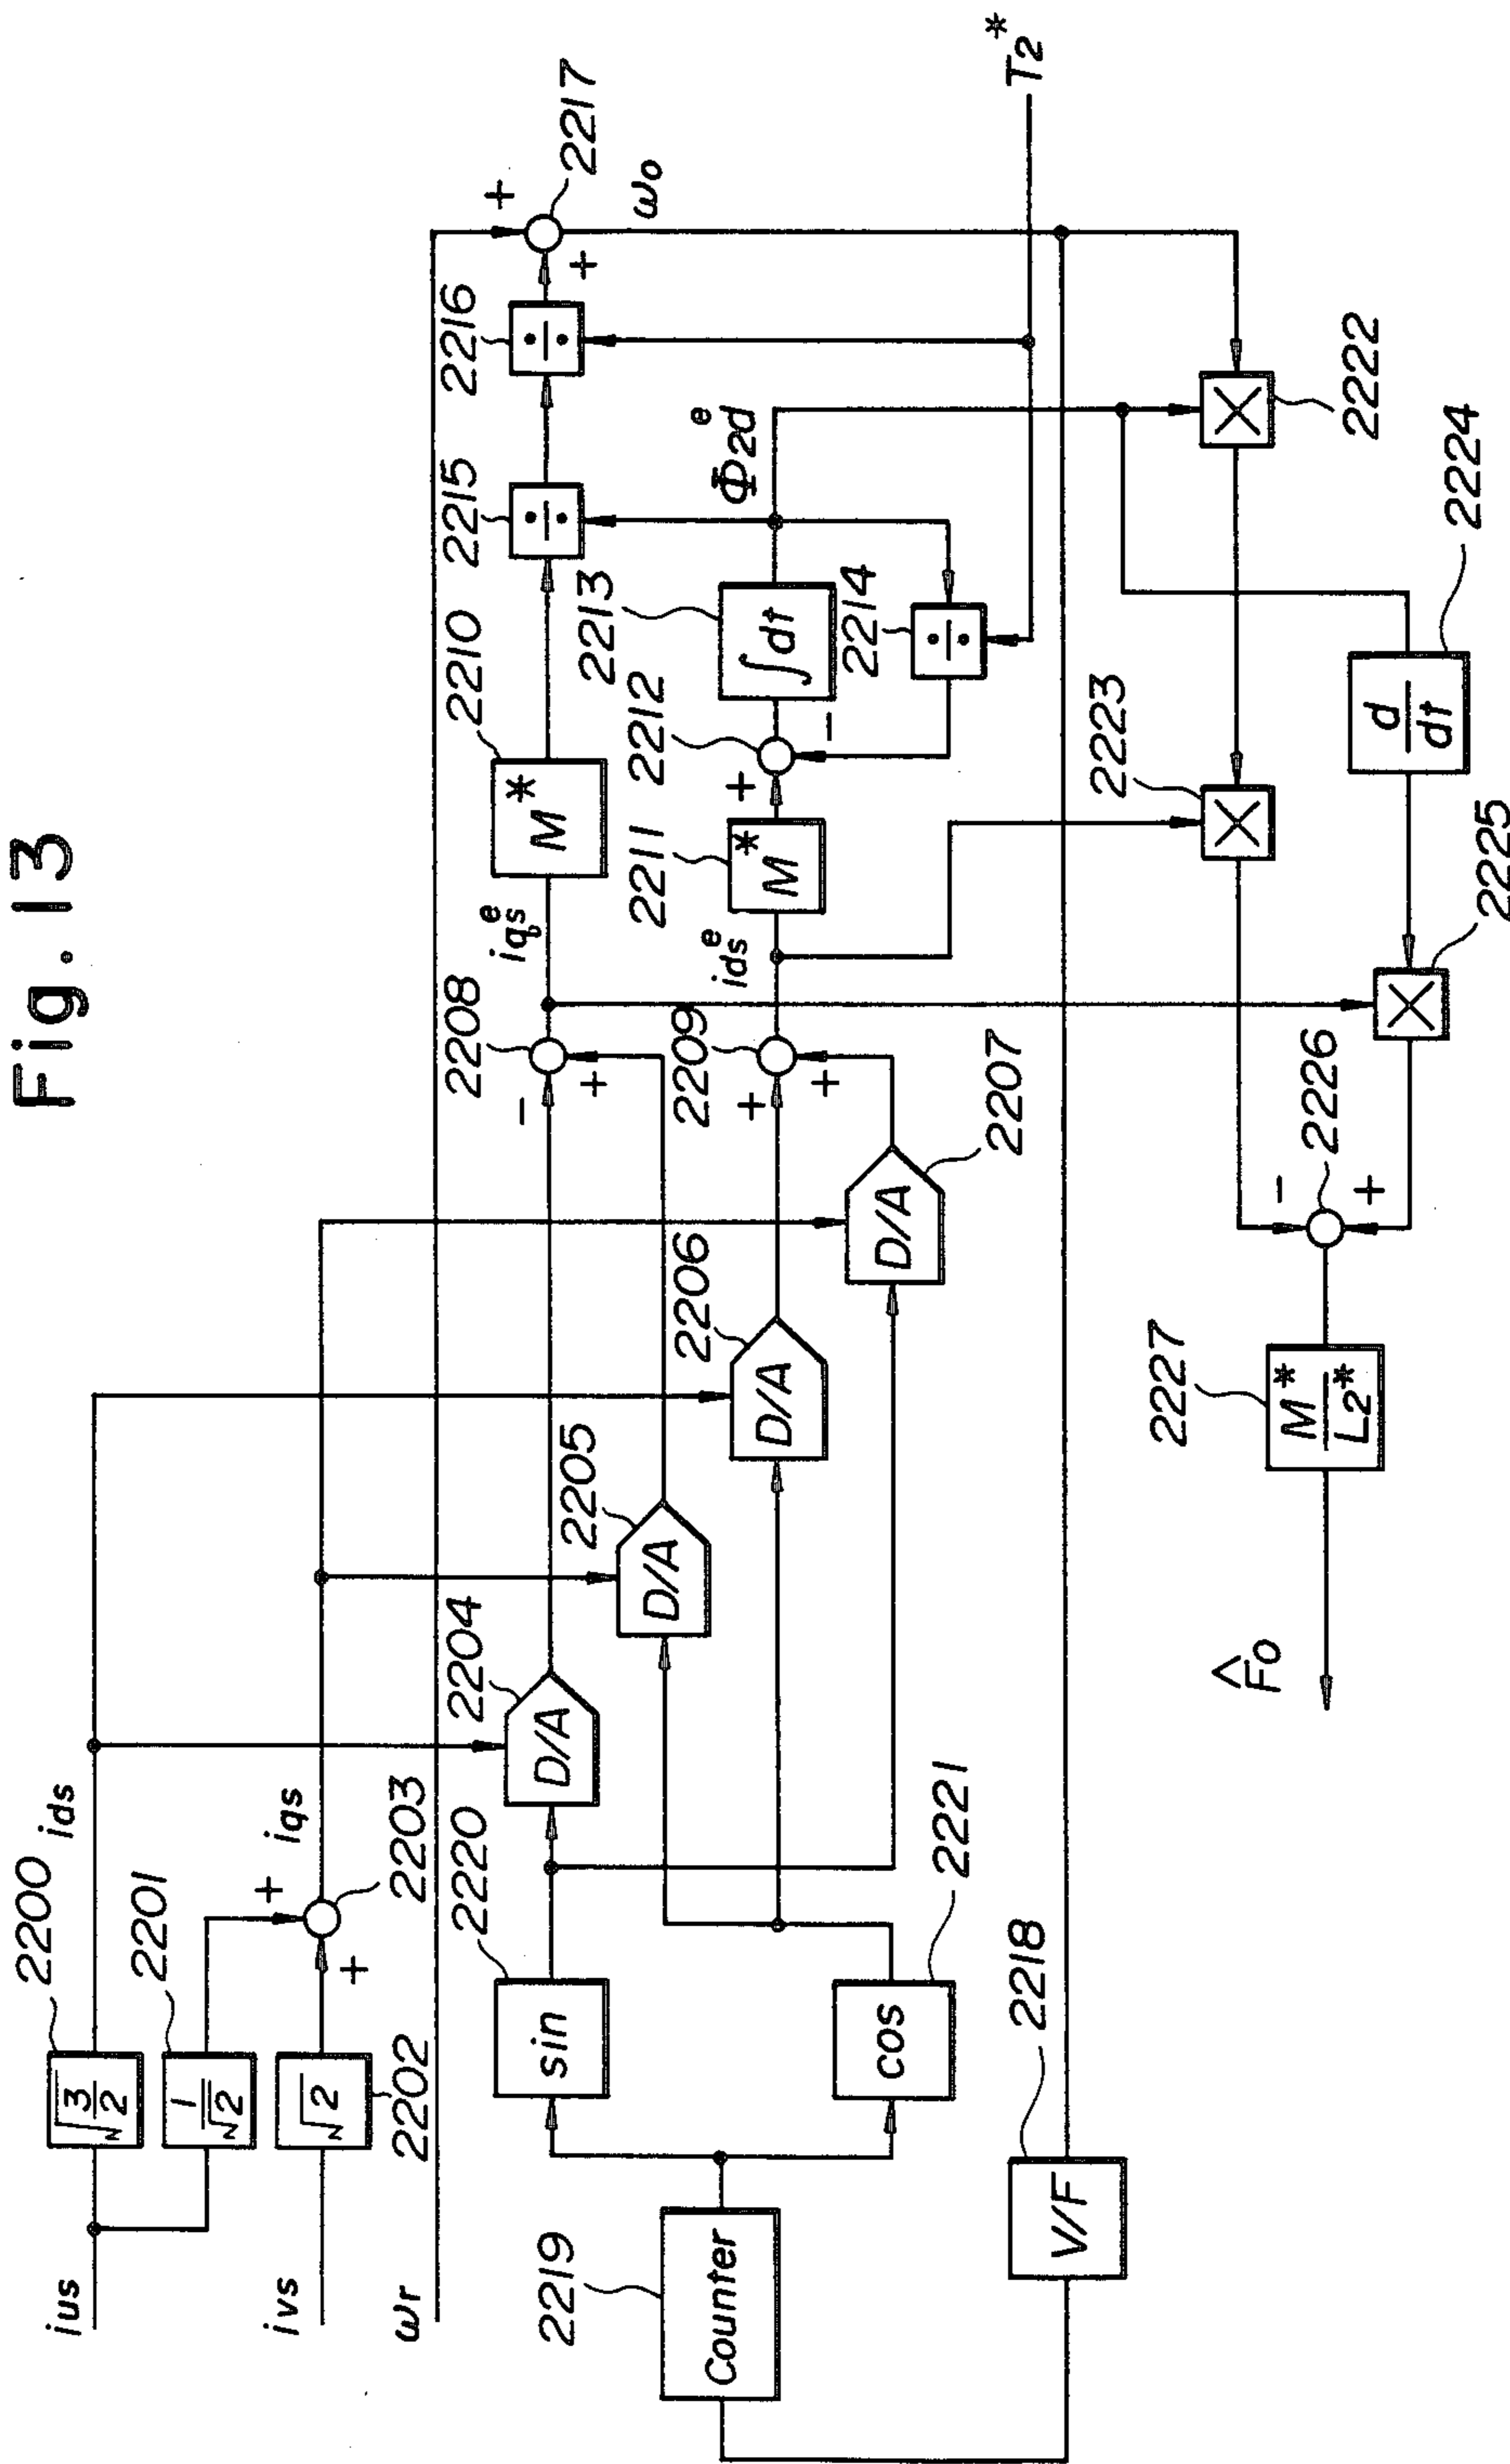 Fig. 13
ius
2200
√3/2
ids
2201
1/√2
ivs
√2
2202
iqs
+
+
2203
ωr
2220
sin
2204
D/A
2205
D/A
2206
D/A
D/A
2207
2208
-
+
iqs^e
2210
M*
2215
÷
2216
÷
+
+
2217
ωo
2209
+
+
ids^e
2211
M*
2212
+
-
2213
∫dt
Φ2d^e
2214
÷
T2*
2219
Counter
cos
2221
2218
V/F
2223
X
X
2222
F̂o
2227
M*/L2*
-
+
2226
X
2225
d/dt
2224